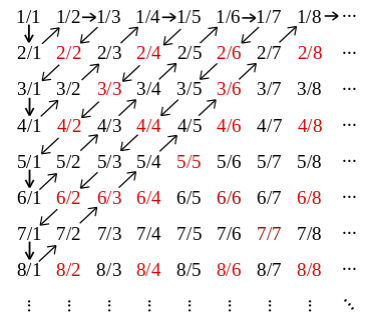 1/1 1/2 1/3 1/4 1/5 1/6 1/7 1/8 ...
2/1 2/2 2/3 2/4 2/5 2/6 2/7 2/8 ...
3/1 3/2 3/3 3/4 3/5 3/6 3/7 3/8 ...
4/1 4/2 4/3 4/4 4/5 4/6 4/7 4/8 ...
5/1 5/2 5/3 5/4 5/5 5/6 5/7 5/8 ...
6/1 6/2 6/3 6/4 6/5 6/6 6/7 6/8 ...
7/1 7/2 7/3 7/4 7/5 7/6 7/7 7/8 ...
8/1 8/2 8/3 8/4 8/5 8/6 8/7 8/8 ...
⋮ ⋮ ⋮ ⋮ ⋮ ⋮ ⋮ ⋮ ⋱